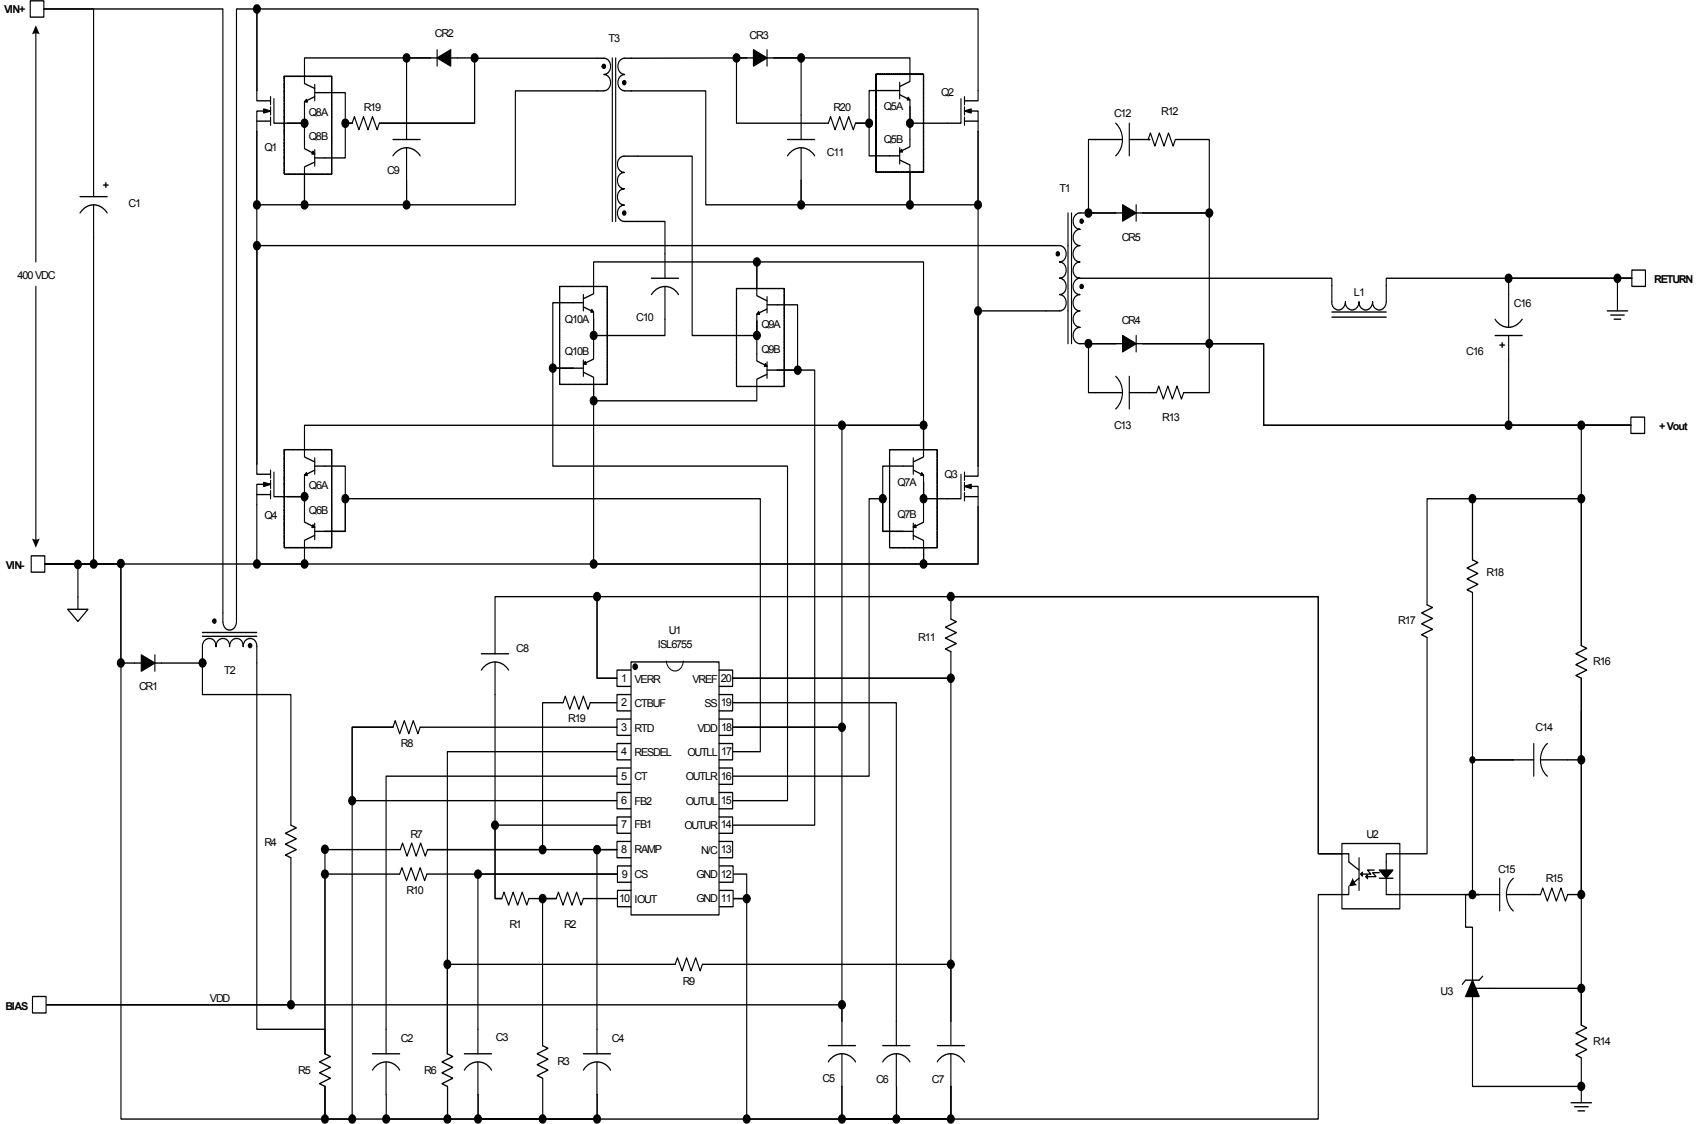 VIN+
CR2
T3
CR3
Q8A
Q8B
R19
Q1
C9
R20
Q5A
Q5B
Q2
C11
C12
R12
+
C1
T1
CR5
400 VDC
L1
RETURN
C16
C16
+
Q10A
Q10B
C10
Q9A
Q9B
CR4
C13
R13
+ Vout
Q4
Q6A
Q6B
Q7A
Q7B
Q3
VIN-
R18
R17
R16
U1
ISL6755
C8
R11
T2
CR1
1 VERR
VREF 20
2 CTBUF
SS 19
R19
3 RTD
VDD 18
R8
4 RESDEL
OUTLL 17
5 CT
OUTLR 16
6 FB2
OUTUL 15
7 FB1
OUTUR 14
8 RAMP
N/C 13
9 CS
GND 12
10 IOUT
GND 11
C14
R4
R7
R10
U2
C15
R15
R1
R2
R9
U3
BIAS
VDD
R5
C2
R6
C3
R3
C4
C5
C6
C7
R14